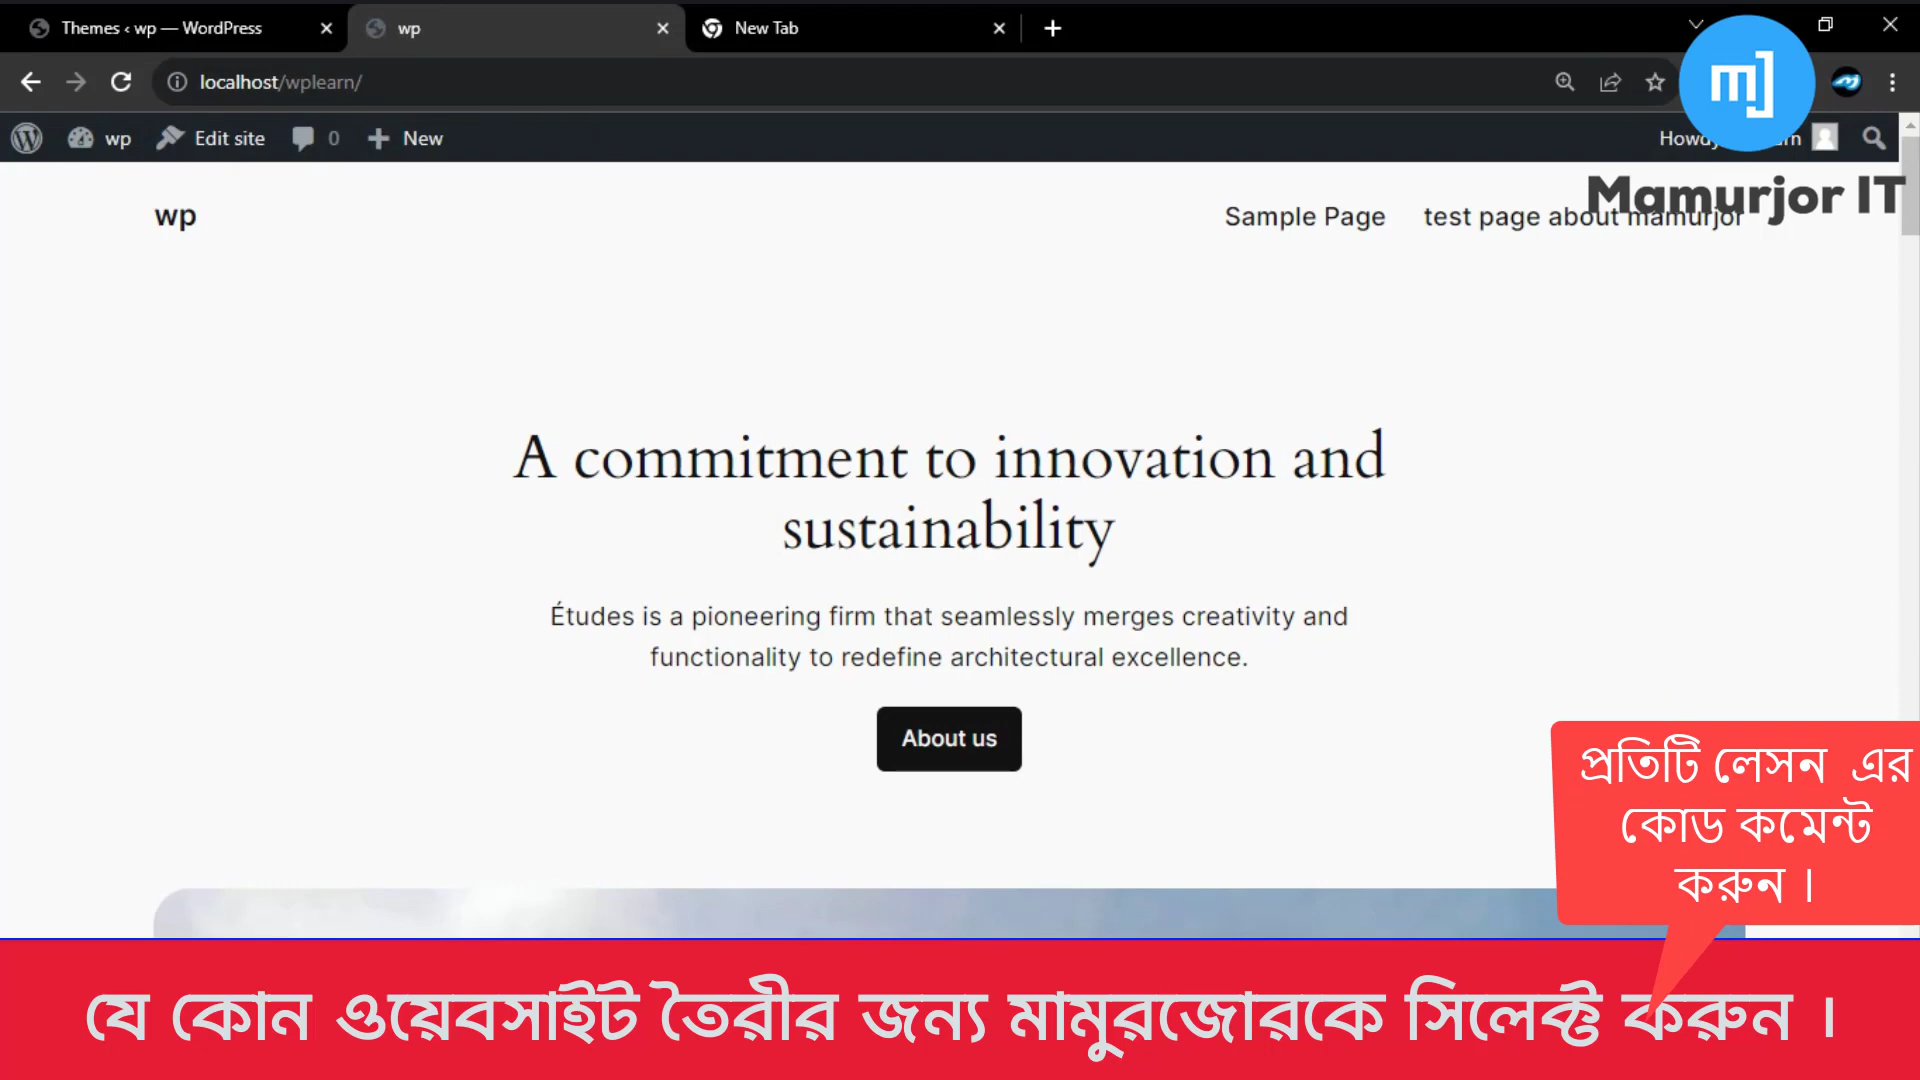 Themes ‹ wp — WordPress
wp
New Tab
localhost/wplearn/
wp
Edit site
0
New
Mamurjor IT
wp
Sample Page
test page about mamurjor
A commitment to innovation and
sustainability
Études is a pioneering firm that seamlessly merges creativity and
functionality to redefine architectural excellence.
About us
প্রতিটি লেসন এর
কোড কমেন্ট
করুন ।
যে কোন ওয়েবসাইট তৈরীর জন্য মামুরজোরকে সিলেক্ট করুন ।